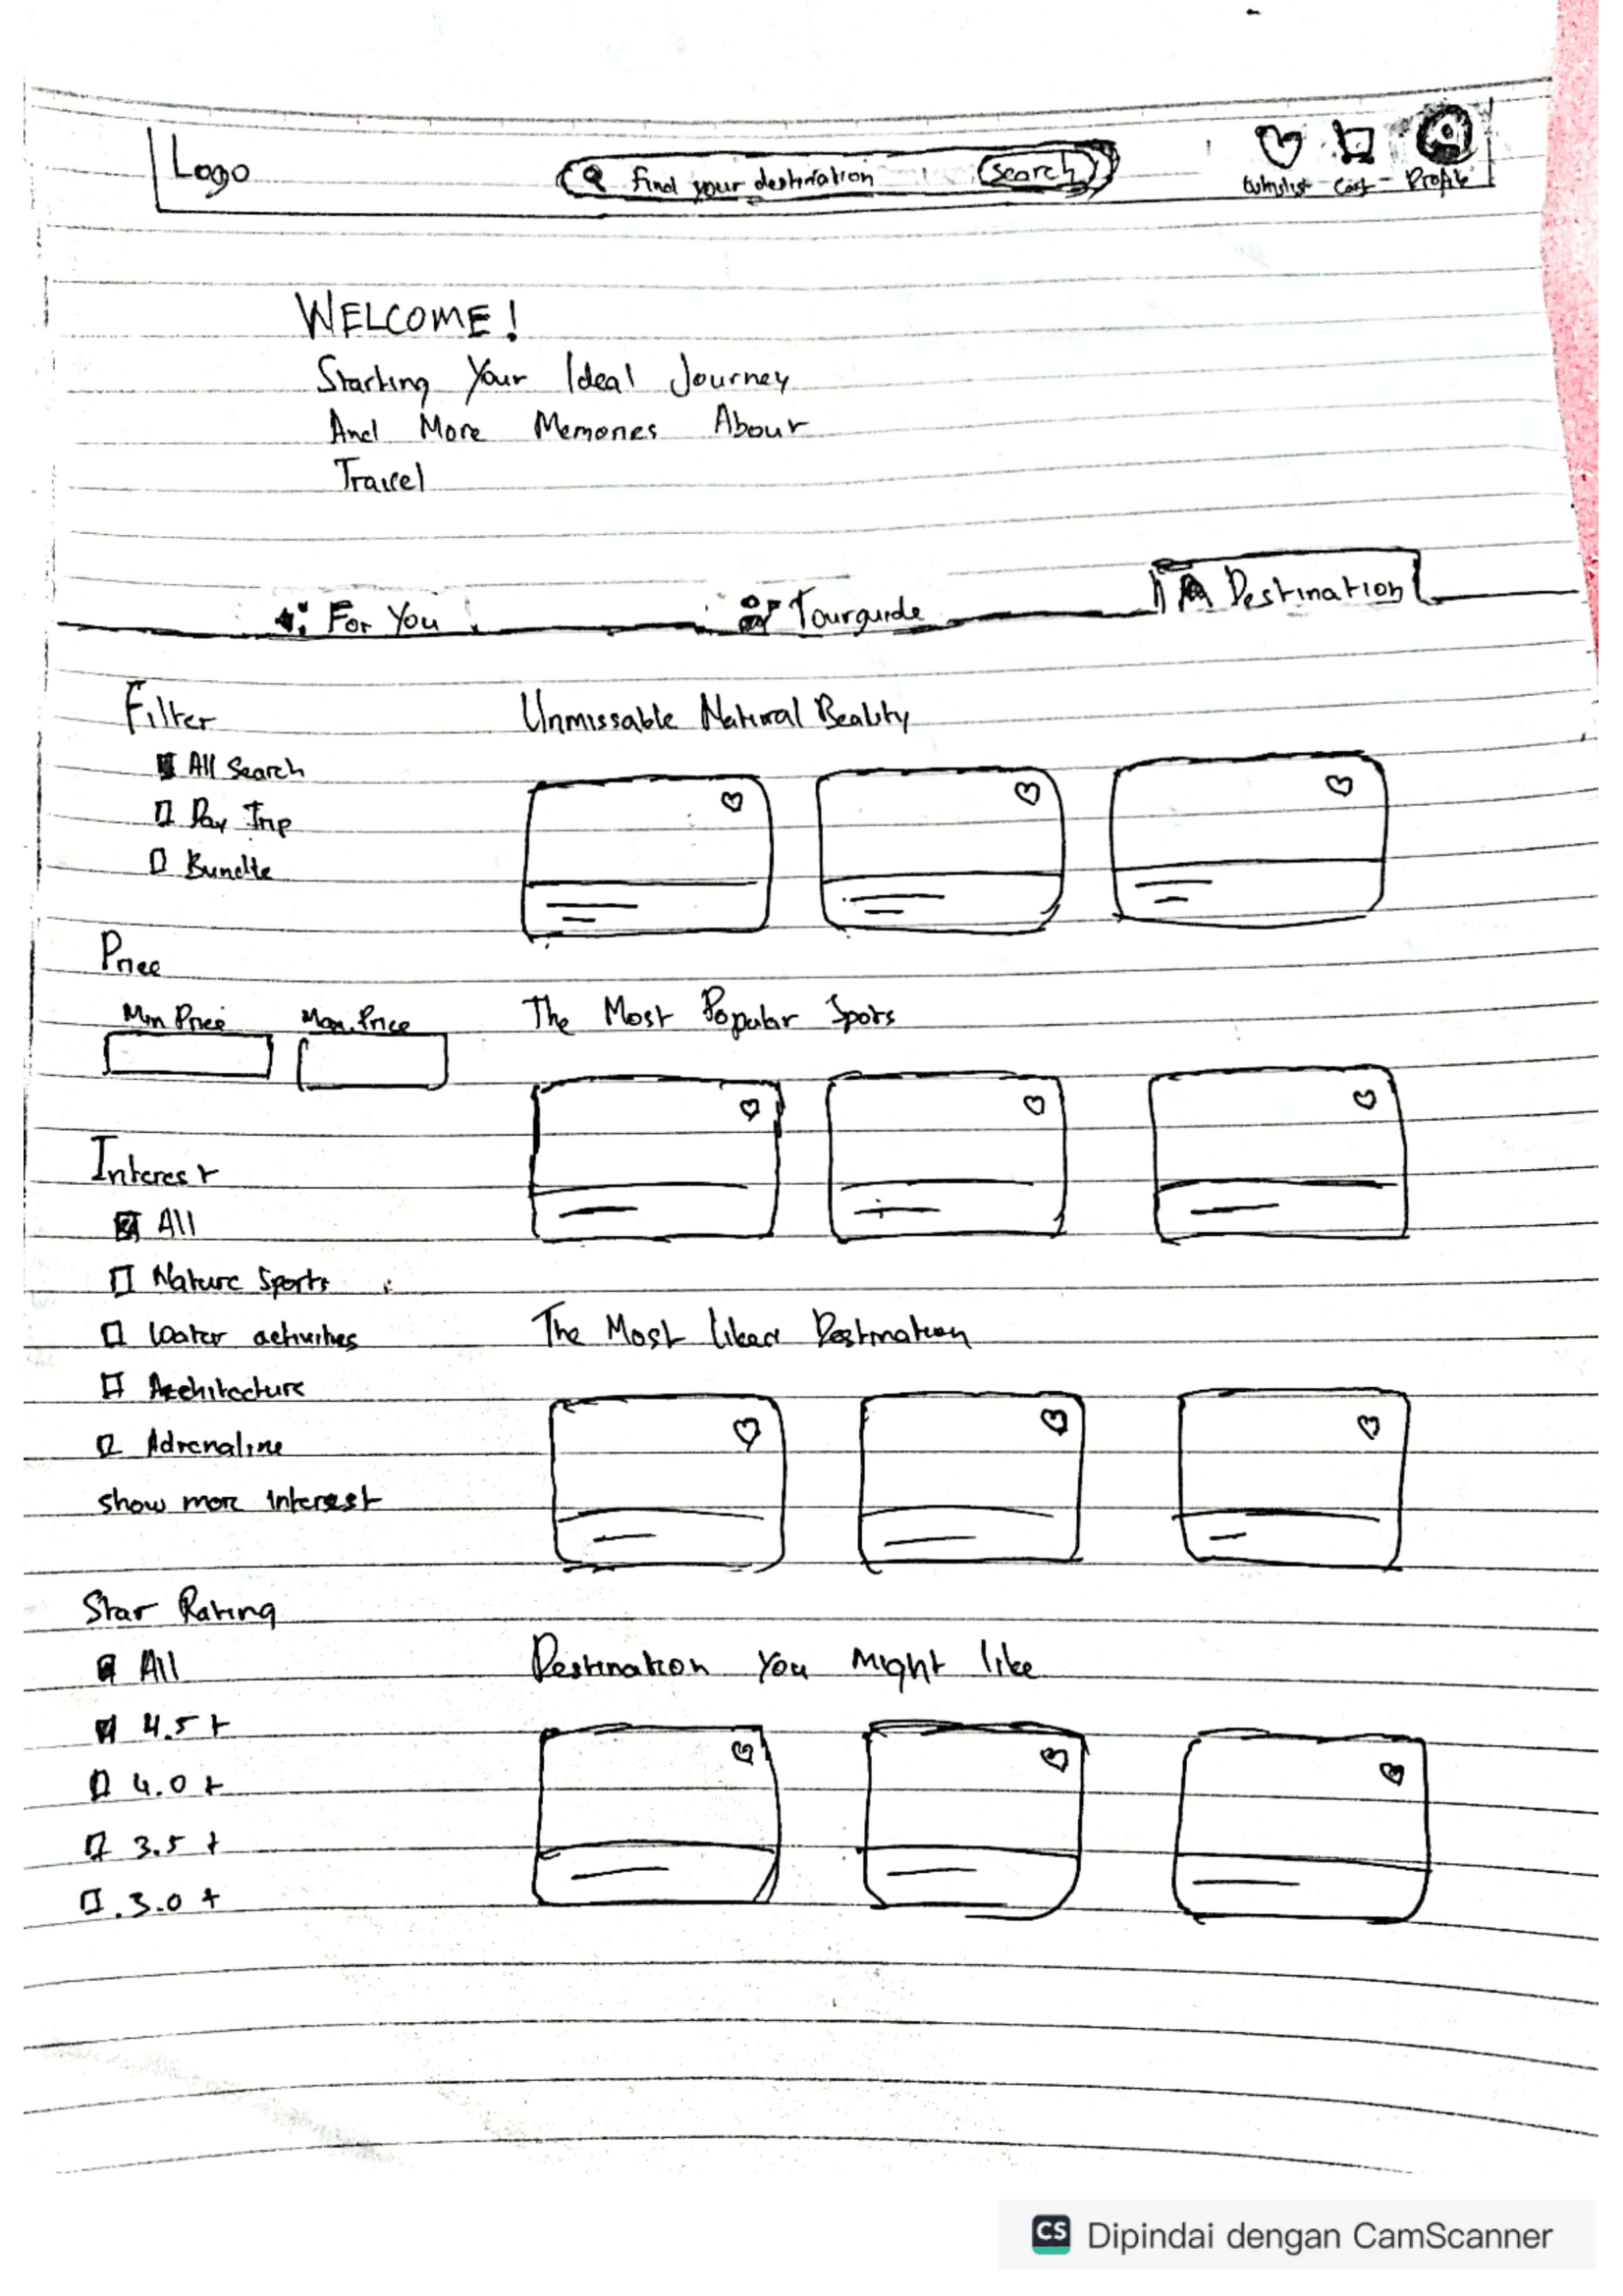 Logo
Find your destination
Search
Wishlist Cart Profile
WELCOME!
Starting Your Ideal Journey
And More Memories About
Travel
For You
Tourguide
Destination
Filter
All Search
Day Trip
Bundle
Price
Min Price
Max. Price
Interest
All
Nature Sports
Water activities
Architecture
Adrenaline
show more interest
Star Rating
All
4.5 +
4.0 +
3.5 +
3.0 +
Unmissable Natural Beality
The Most Popular Spots
The Most liked Destination
Destination You Might like
CS Dipindai dengan CamScanner